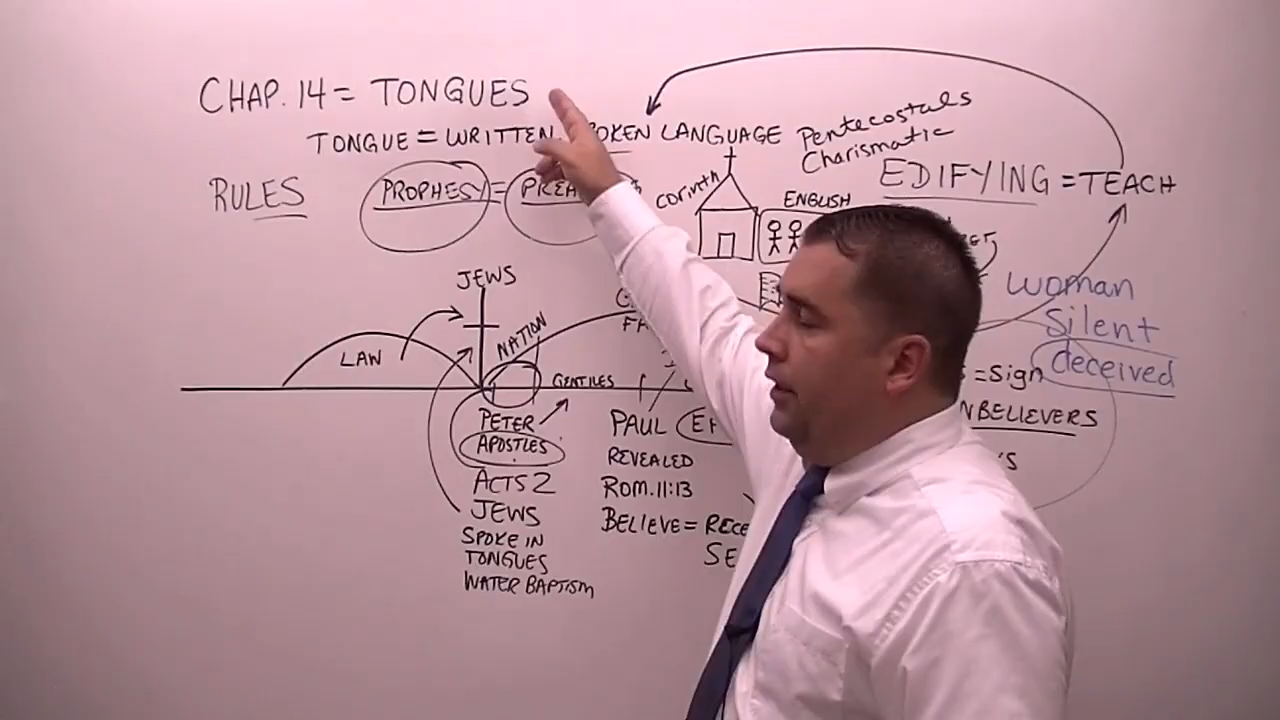 CHAP. 14 = TONGUES
TONGUE = WRITTEN, SPOKEN LANGUAGE
Pentecostals
Charismatic
RULES
PROPHESY =
EDIFYING = TEACH
corinth
ENGLISH
woman
Silent
deceived
JEWS
LAW
NATION
GENTILES
PETER
APOSTLES
ACTS 2
JEWS
SPOKE IN
TONGUES
WATER BAPTISM
PAUL
REVEALED
ROM. 11:13
BELIEVE =
= Sign
NBELIEVERS